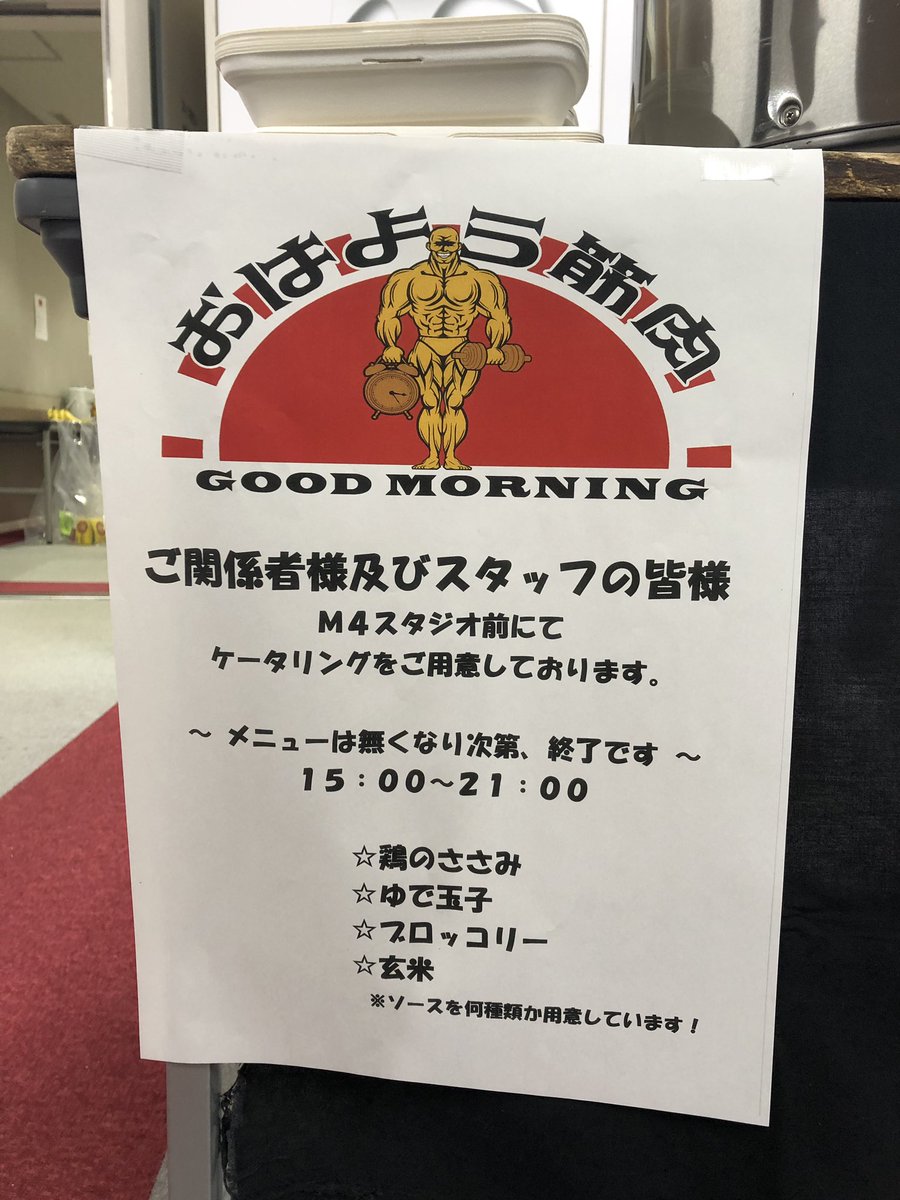 おはよう筋肉
GOOD MORNING
ご関係者様及びスタッフの皆様
M4スタジオ前にて
ケータリングをご用意しております。
～ メニューは無くなり次第、終了です ～
15：00～21：00
☆鶏のささみ
☆ゆで玉子
☆ブロッコリー
☆玄米
※ソースを何種類か用意しています！